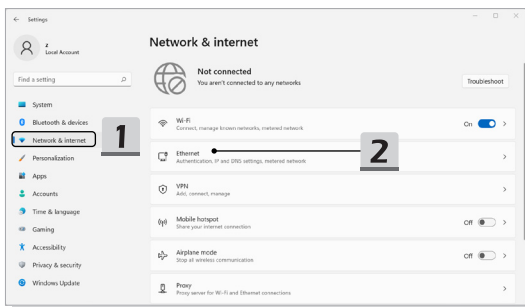 Settings
z
Local Account
Find a setting
System
Bluetooth & devices
Network & internet
Personalization
Apps
Accounts
Time & language
Gaming
Accessibility
Privacy & security
Windows Update
1
Network & internet
Not connected
You aren't connected to any networks
Troubleshoot
Wi-Fi
Connect, manage known networks, metered network
On
Ethernet
Authentication, IP and DNS settings, metered network
2
VPN
Add, connect, manage
Mobile hotspot
Share your internet connection
Off
Airplane mode
Stop all wireless communication
Off
Proxy
Proxy server for Wi-Fi and Ethernet connections